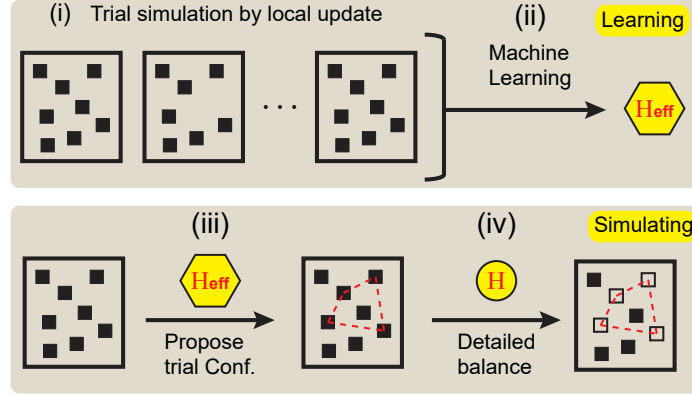 (i) Trial simulation by local update
(ii)
Learning
Machine
Learning
Heff
. . .
(iii)
(iv)
Simulating
Heff
H
Propose
trial Conf.
Detailed
balance